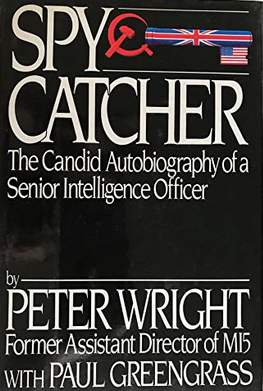 SPY
CATCHER
The Candid Autobiography of a
Senior Intelligence Officer
by
PETER WRIGHT
Former Assistant Director of MI5
WITH PAUL GREENGRASS